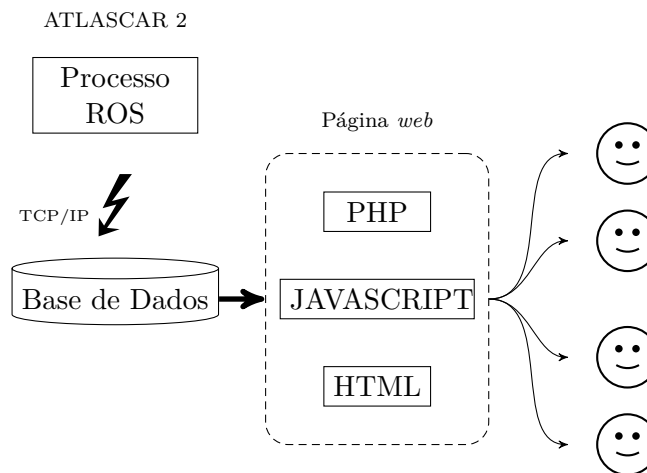 ATLASCAR 2
Processo
ROS
TCP/IP
Base de Dados
Página web
PHP
JAVASCRIPT
HTML